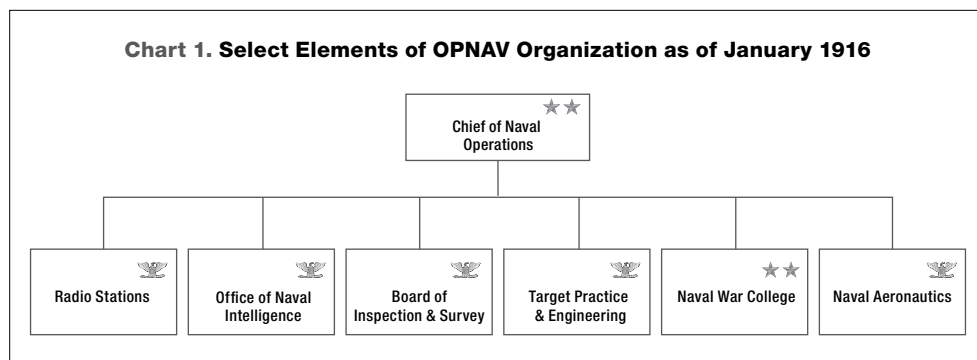 Chart 1. Select Elements of OPNAV Organization as of January 1916
Chief of Naval
Operations
Radio Stations
Office of Naval
Intelligence
Board of
Inspection & Survey
Target Practice
& Engineering
Naval War College
Naval Aeronautics